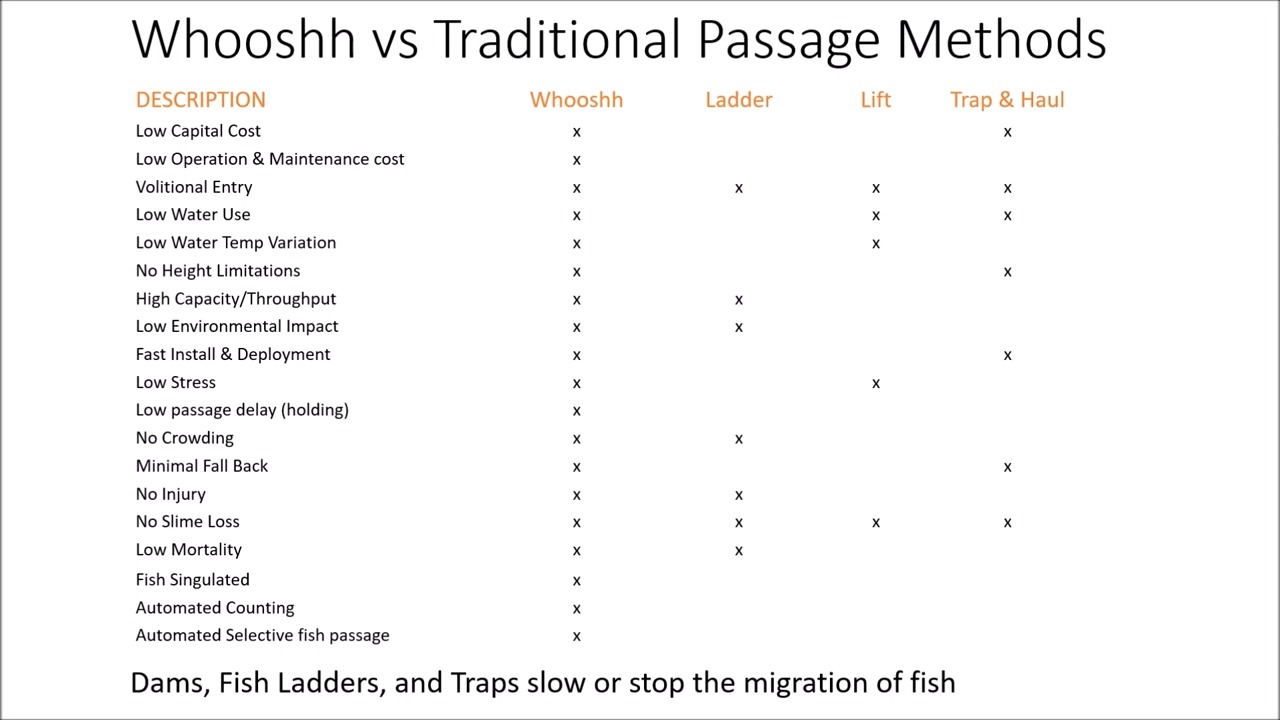 Whooshh vs Traditional Passage Methods
DESCRIPTION Whooshh Ladder Lift Trap & Haul
Low Capital Cost x x
Low Operation & Maintenance cost x
Volitional Entry x x x x
Low Water Use x x x
Low Water Temp Variation x x
No Height Limitations x x
High Capacity/Throughput x x
Low Environmental Impact x x
Fast Install & Deployment x x
Low Stress x x
Low passage delay (holding) x
No Crowding x x
Minimal Fall Back x x
No Injury x x
No Slime Loss x x x x
Low Mortality x x
Fish Singulated x
Automated Counting x
Automated Selective fish passage x
Dams, Fish Ladders, and Traps slow or stop the migration of fish